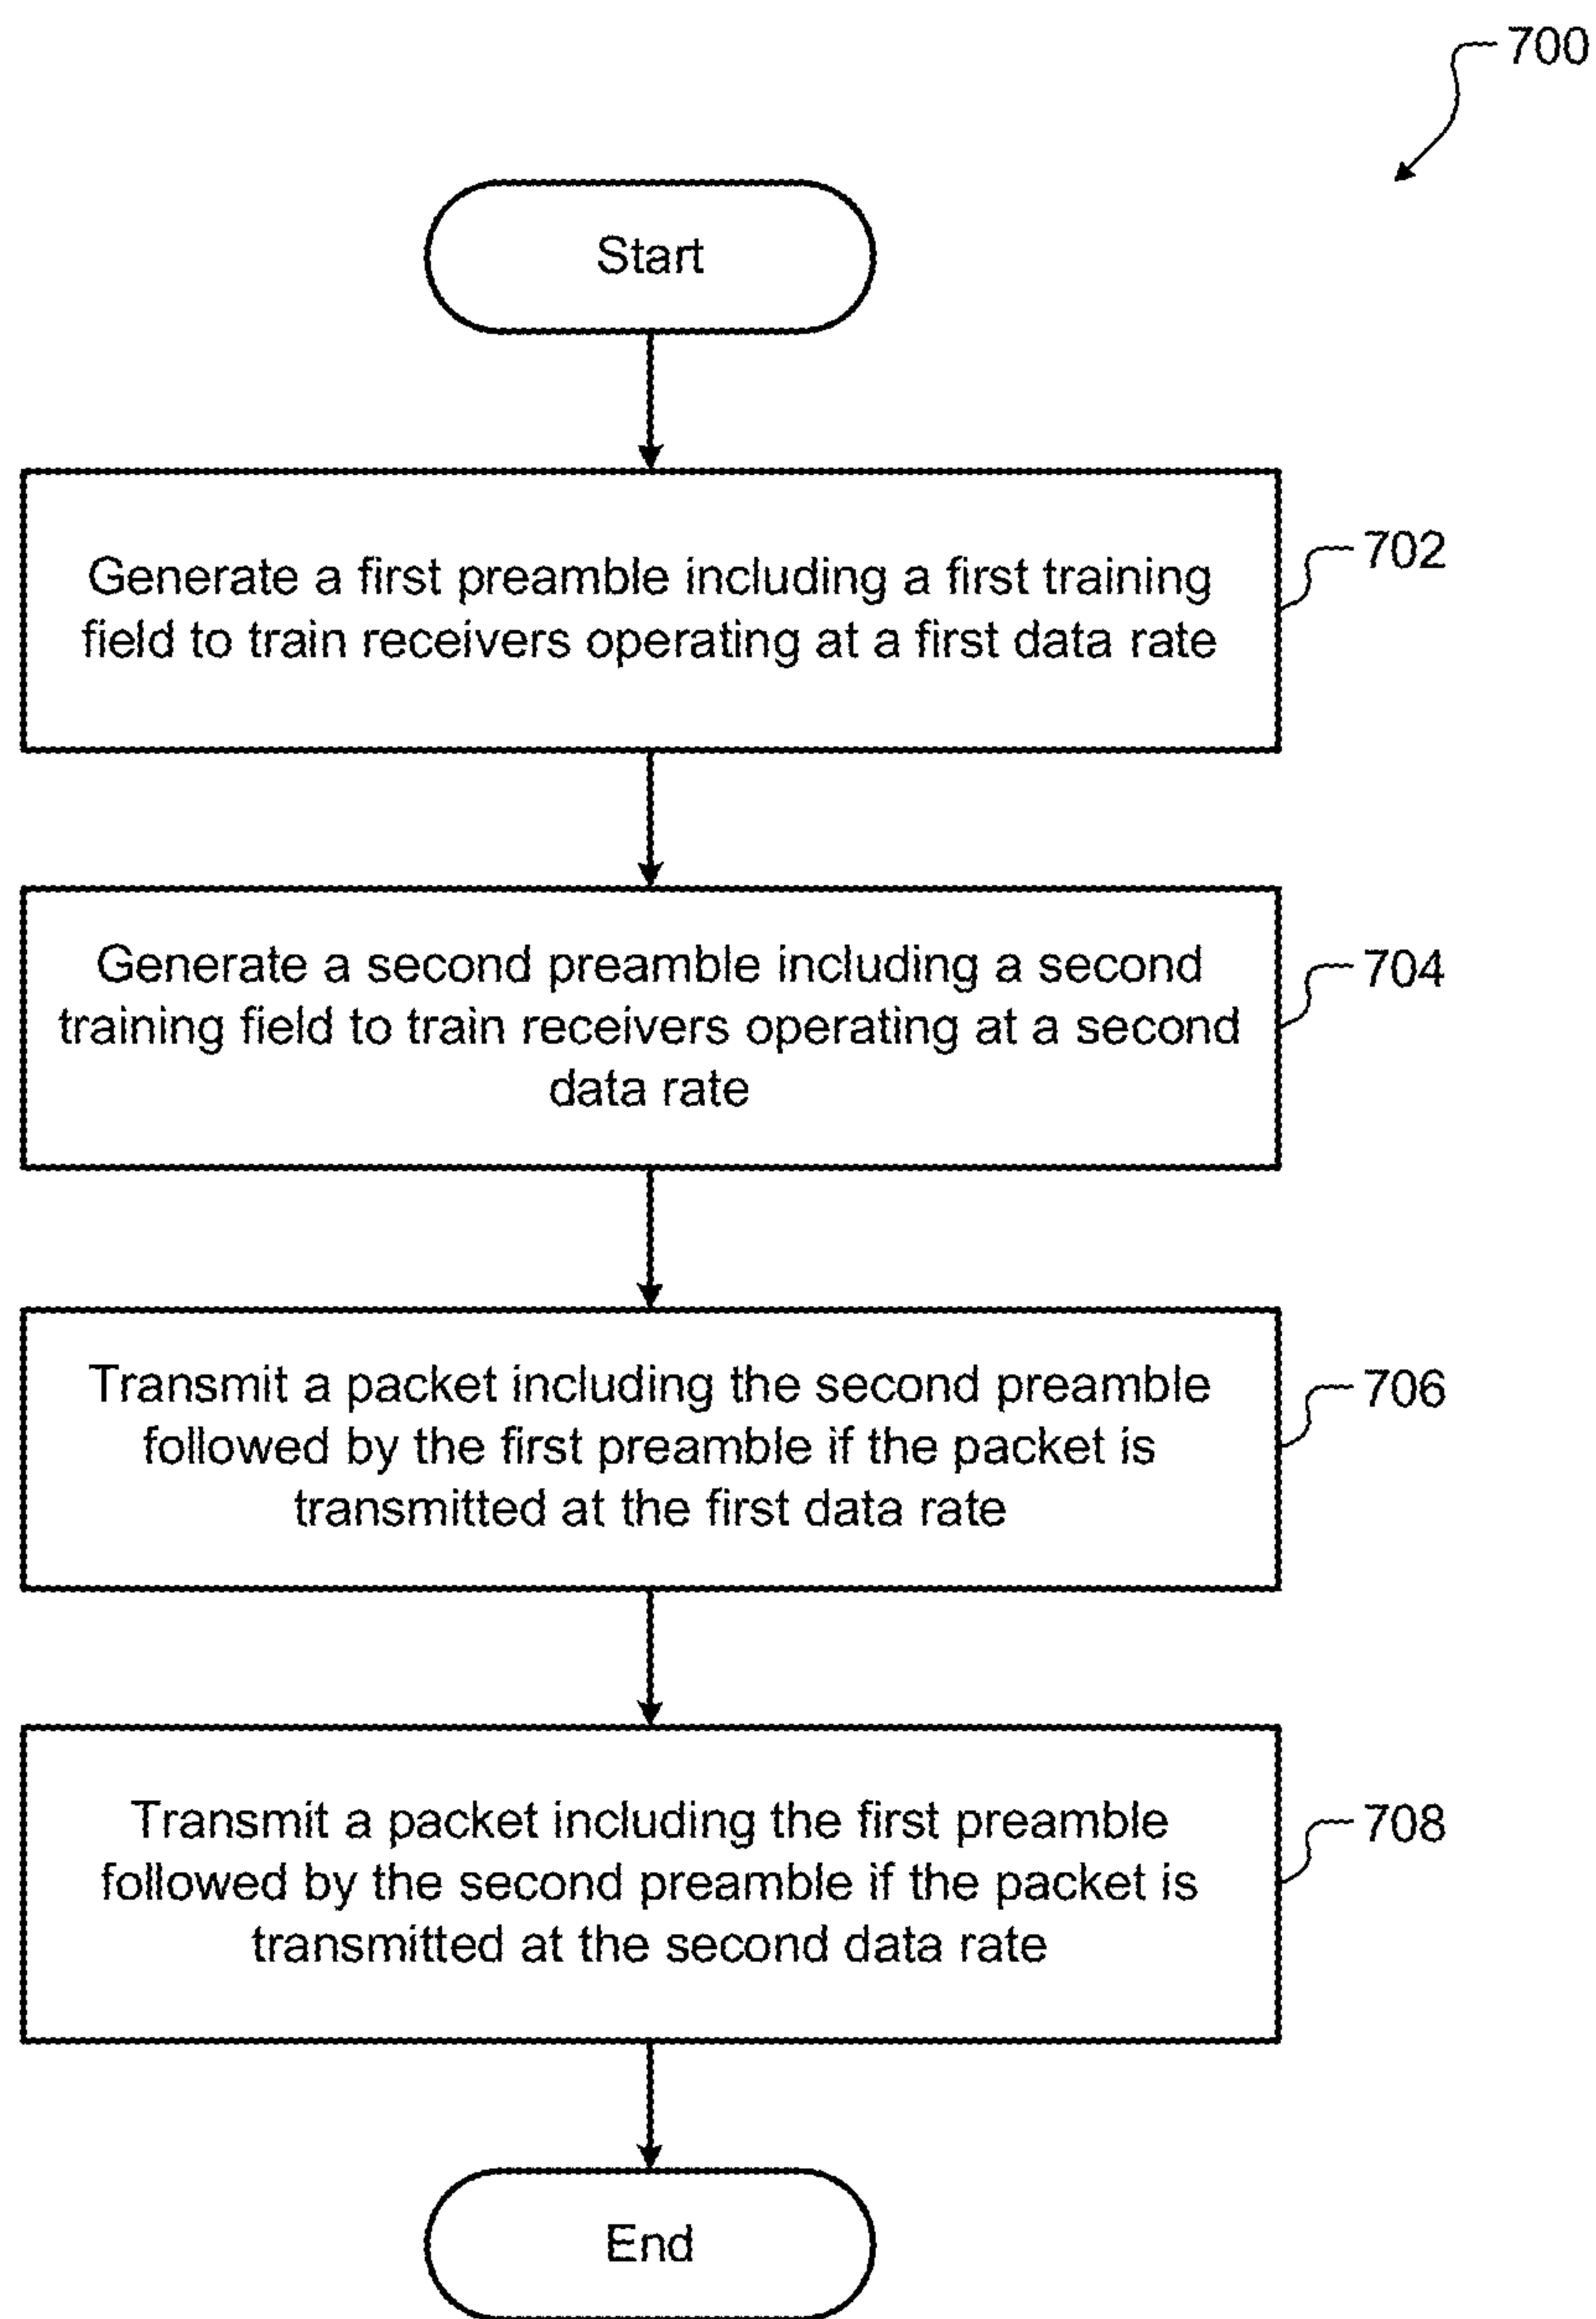 700
Start
Generate a first preamble including a first training
field to train receivers operating at a first data rate
702
Generate a second preamble including a second
training field to train receivers operating at a second
data rate
704
Transmit a packet including the second preamble
followed by the first preamble if the packet is
transmitted at the first data rate
706
Transmit a packet including the first preamble
followed by the second preamble if the packet is
transmitted at the second data rate
708
End